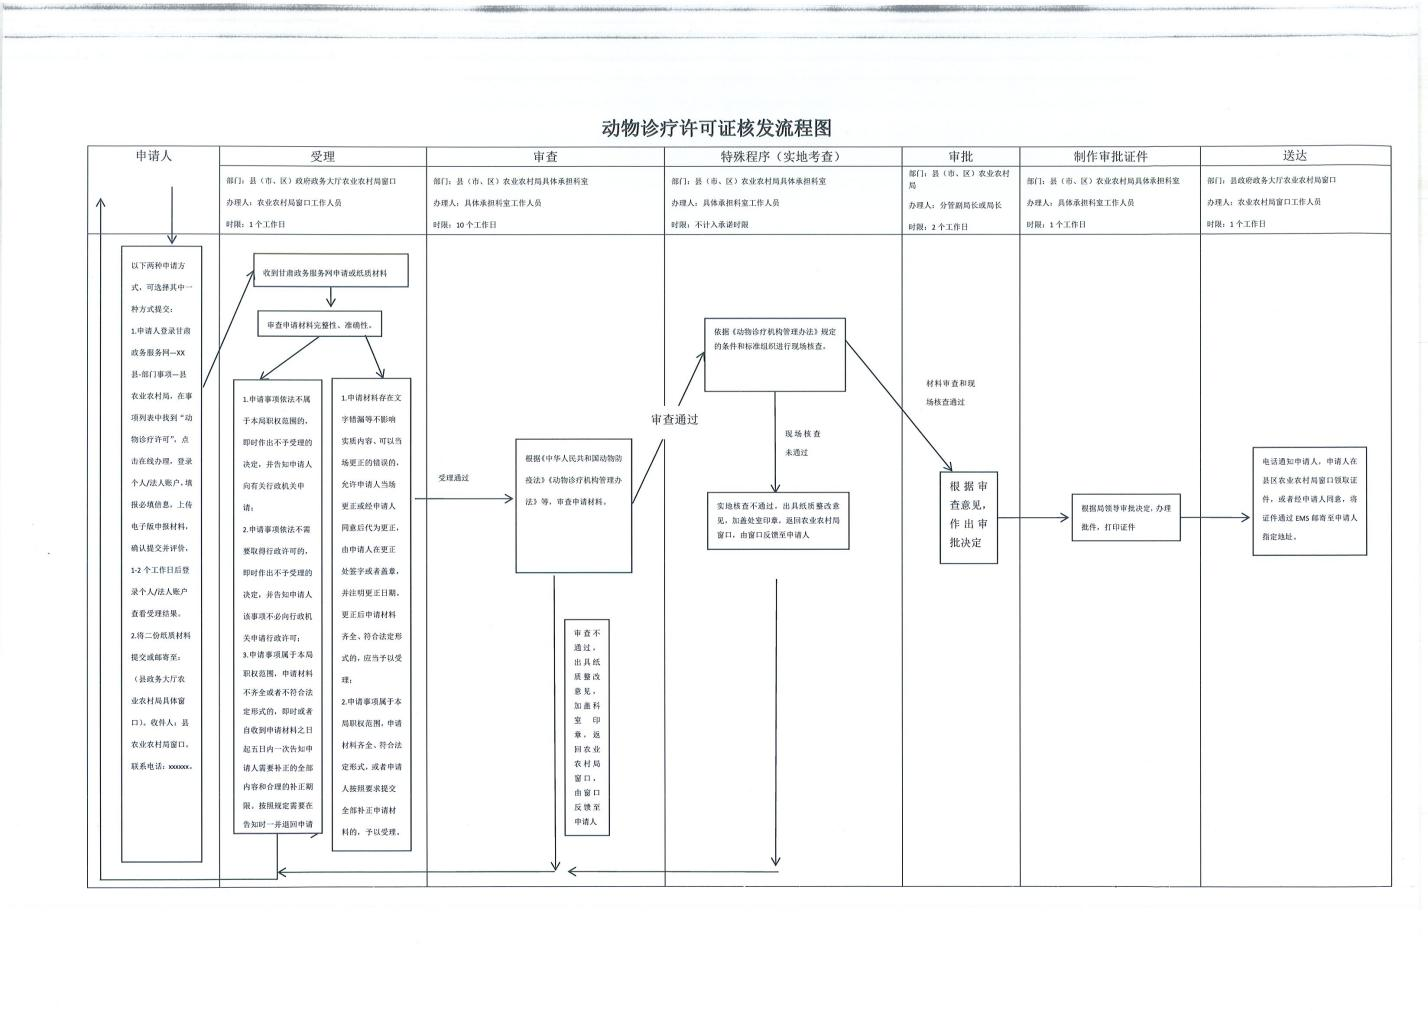 动物诊疗许可证核发流程图
申请人
受理
审查
特殊程序（实地考查）
审批
制作审批证件
送达
部门：县（市、区）政府政务大厅农业农村局窗口
办理人：农业农村局窗口工作人员
时限：1个工作日
部门：县（市、区）农业农村局具体承担科室
办理人：具体承担科室工作人员
时限：10个工作日
部门：县（市、区）农业农村局具体承担科室
办理人：具体承担科室工作人员
时限：不计入承诺时限
部门：县（市、区）农业农村
局
办理人：分管副局长或局长
时限：2个工作日
部门：县（市、区）农业农村局具体承担科室
办理人：具体承担科室工作人员
时限：1个工作日
部门：县政府政务大厅农业农村局窗口
办理人：农业农村局窗口工作人员
时限：1个工作日
以下两种申请方
式，可选择其中一
种方式提交：
1.申请人登录甘肃
政务服务网—XX
县-部门事项—县
农业农村局，在事
项列表中找到“动
物诊疗许可”，点
击在线办理，登录
个人/法人账户，填
报必填信息，上传
电子版申报材料，
确认提交并评价，
1-2个工作日后登
录个人/法人账户
查看受理结果。
2.将二份纸质材料
提交或邮寄至：
（县政务大厅农
业农村局具体窗
口）。收件人：县
农业农村局窗口，
联系电话：xxxxxx。
收到甘肃政务服务网申请或纸质材料
审查申请材料完整性、准确性。
1.申请事项依法不属
于本局职权范围的，
即时作出不予受理的
决定，并告知申请人
向有关行政机关申
请；
2.申请事项依法不需
要取得行政许可的，
即时作出不予受理的
决定，并告知申请人
该事项不必向行政机
关申请行政许可；
3.申请事项属于本局
职权范围，申请材料
不齐全或者不符合法
定形式的，即时或者
自收到申请材料之日
起五日内一次告知申
请人需要补正的全部
内容和合理的补正期
限，按照规定需要在
告知时一并退回申请
1.申请材料存在文
字错漏等不影响
实质内容、可以当
场更正的错误的，
允许申请人当场
更正或经申请人
同意后代为更正，
由申请人在更正
处签字或者盖章，
并注明更正日期。
更正后申请材料
齐全、符合法定形
式的，应当予以受
理；
2.申请事项属于本
局职权范围，申请
材料齐全、符合法
定形式，或者申请
人按照要求提交
全部补正申请材
料的，予以受理。
受理通过
根据《中华人民共和国动物防
疫法》《动物诊疗机构管理办
法》等，审查申请材料。
审查不
通过，
出具纸
质整改
意见，
加盖科
室印
章，返
回农业
农村局
窗口，
由窗口
反馈至
申请人
审查通过
依据《动物诊疗机构管理办法》规定
的条件和标准组织进行现场核查。
现场核查
未通过
实地核查不通过，出具纸质整改意
见，加盖处室印章，返回农业农村局
窗口，由窗口反馈至申请人
材料审查和现
场核查通过
根据审
查意见，
作出审
批决定
根据局领导审批决定，办理
批件，打印证件
电话通知申请人，申请人在
县区农业农村局窗口领取证
件，或者经申请人同意，将
证件通过EMS邮寄至申请人
指定地址。